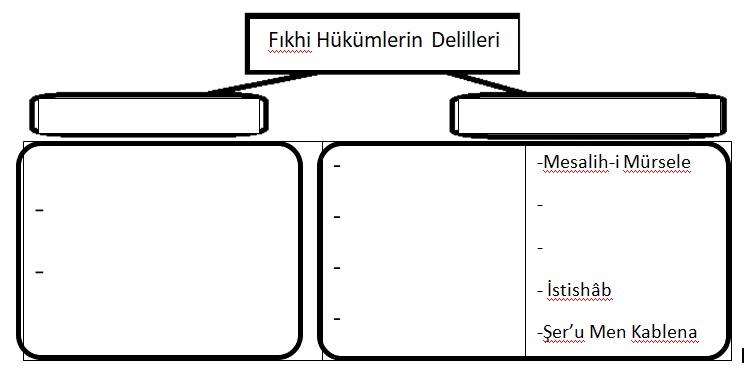 Fıkhi Hükümlerin Delilleri
-
-
-
-
-
-
-Mesalih-i Mürsele
-
-
- İstishâb
-Şer’u Men Kablena